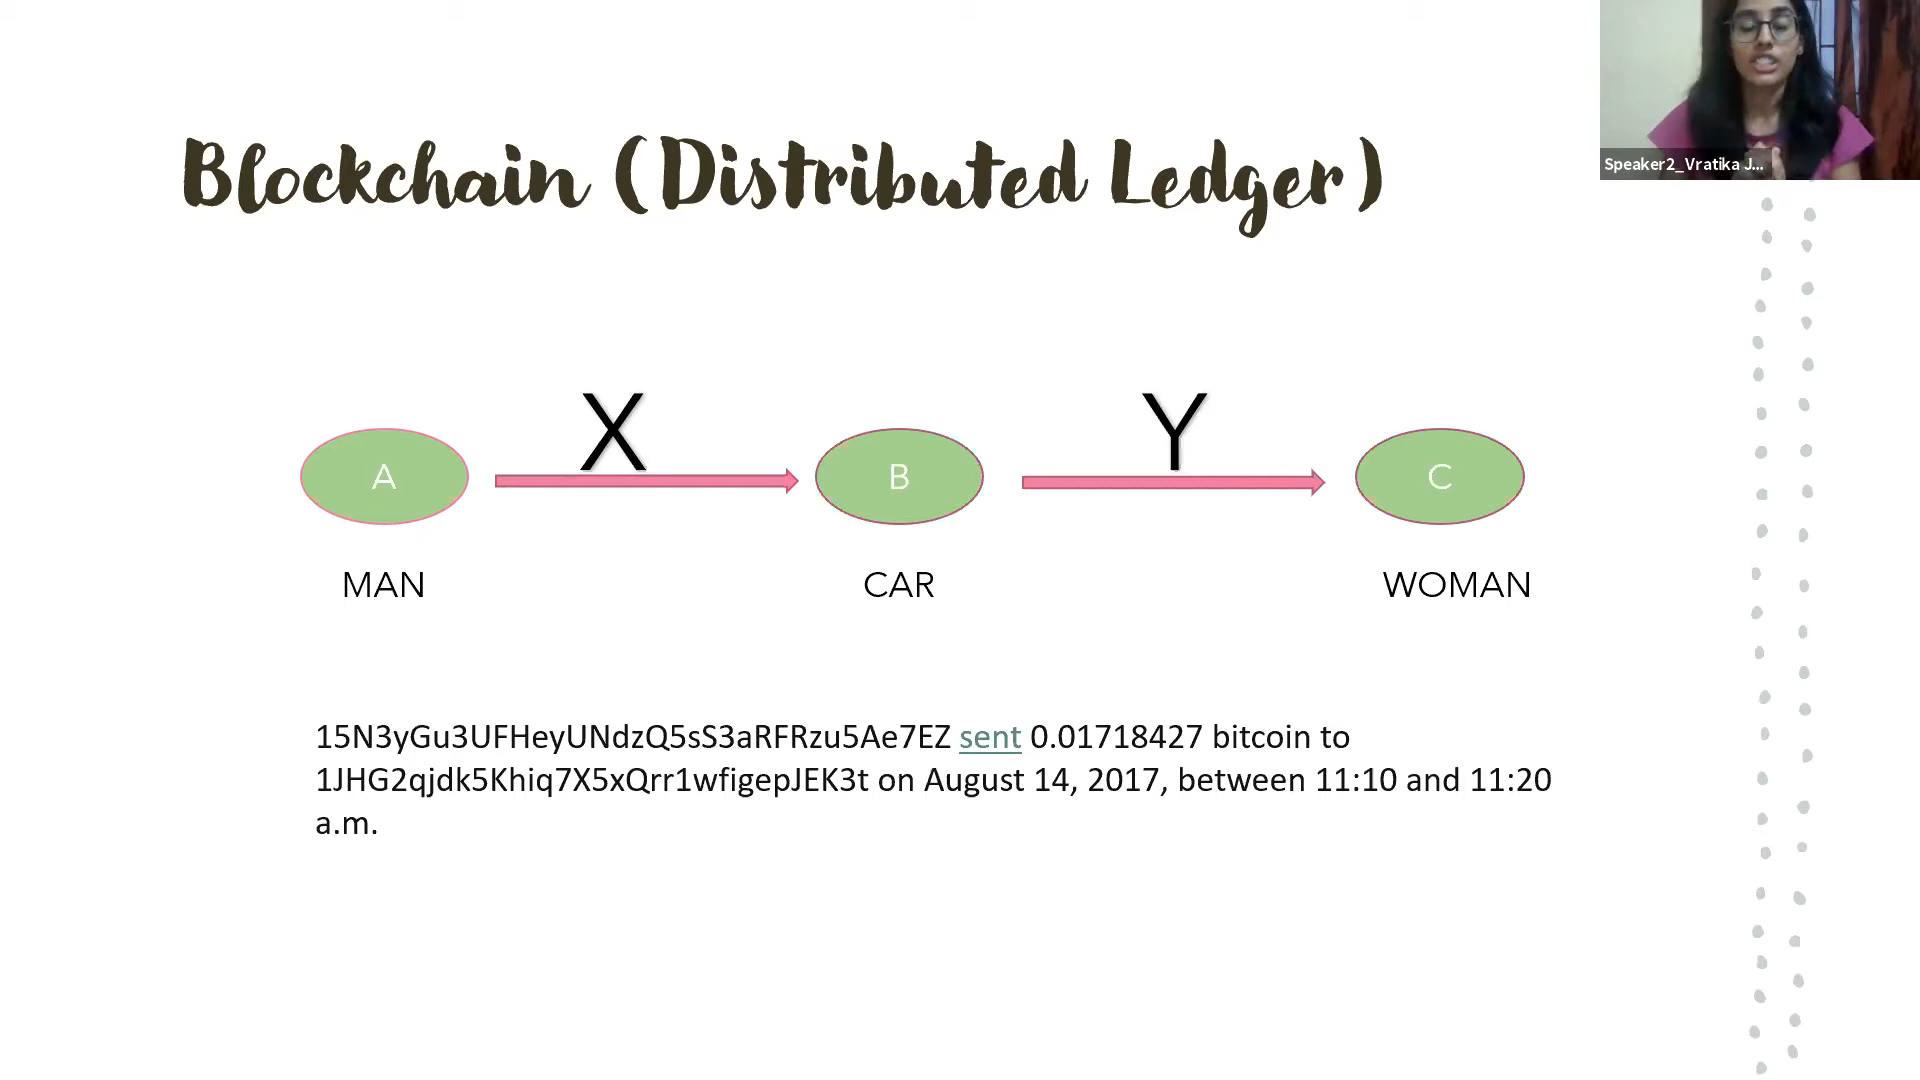 Speaker2_Vratika J...
Blockchain (Distributed Ledger)
X
Y
A
B
C
MAN
CAR
WOMAN
15N3yGu3UFHeyUNdzQ5sS3aRFRzu5Ae7EZ sent 0.01718427 bitcoin to
1JHG2qjdk5Khiq7X5xQrr1wfigepJEK3t on August 14, 2017, between 11:10 and 11:20
a.m.